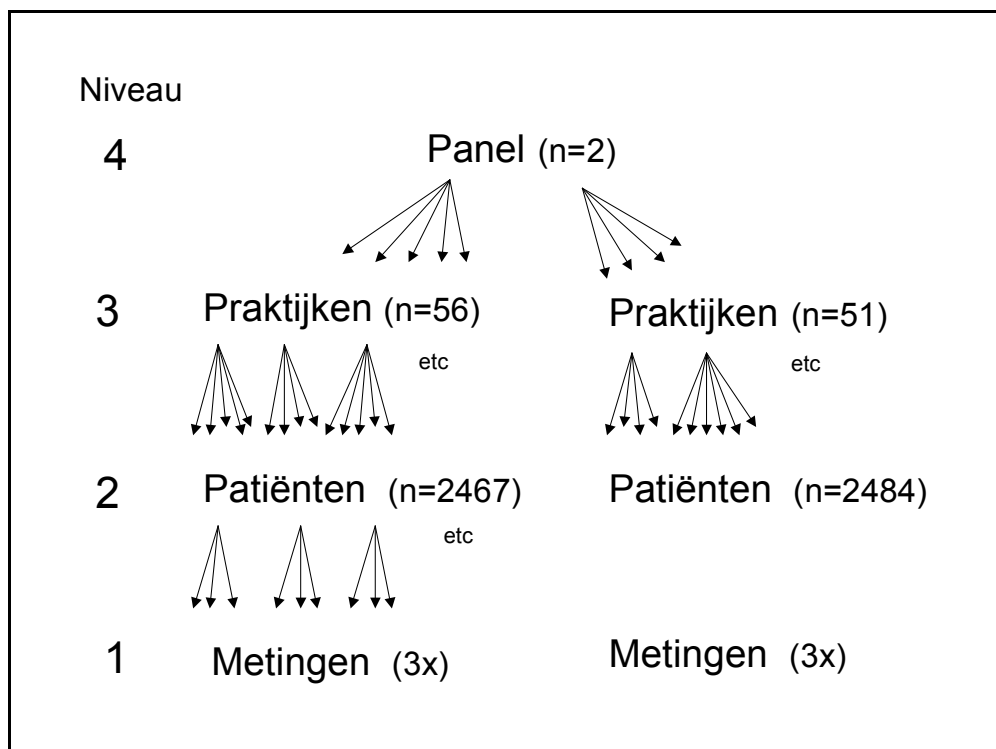 Niveau
4 Panel (n=2)
3 Praktijken (n=56) Praktijken (n=51)
etc etc
2 Patiënten (n=2467) Patiënten (n=2484)
etc
1 Metingen (3x) Metingen (3x)